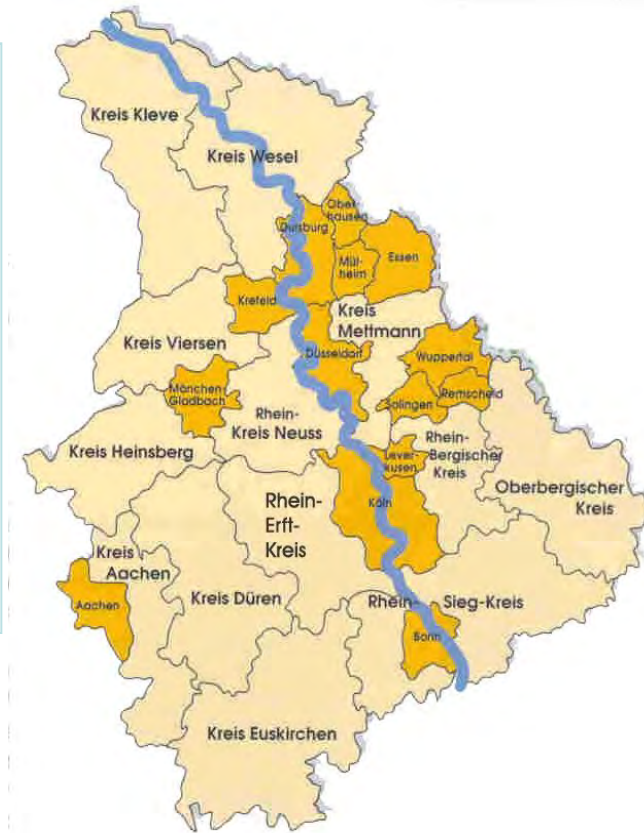 Kreis Kleve
Kreis Wesel
Ober-
hausen
Duisburg
Mül-
heim
Essen
Krefeld
Kreis
Mettmann
Kreis Viersen
Düsseldorf
Wuppertal
Mönchen
Gladbach
Solingen
Remscheid
Rhein-
Kreis Neuss
Rhein-
Bergischer
Kreis
Kreis Heinsberg
Lever-
kusen
Oberbergischer
Kreis
Rhein-
Erft-
Kreis
Köln
Kreis
Aachen
Aachen
Kreis Düren
Rhein-
Sieg-Kreis
Bonn
Kreis Euskirchen